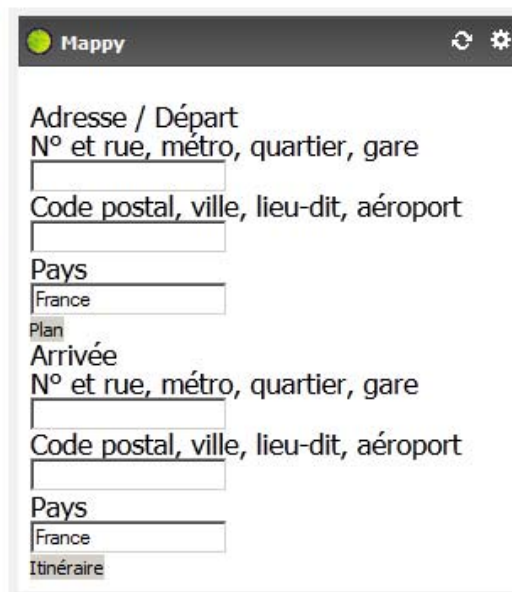 Mappy
Adresse / Départ
N° et rue, métro, quartier, gare
Code postal, ville, lieu-dit, aéroport
Pays
France
Plan
Arrivée
N° et rue, métro, quartier, gare
Code postal, ville, lieu-dit, aéroport
Pays
France
Itinéraire